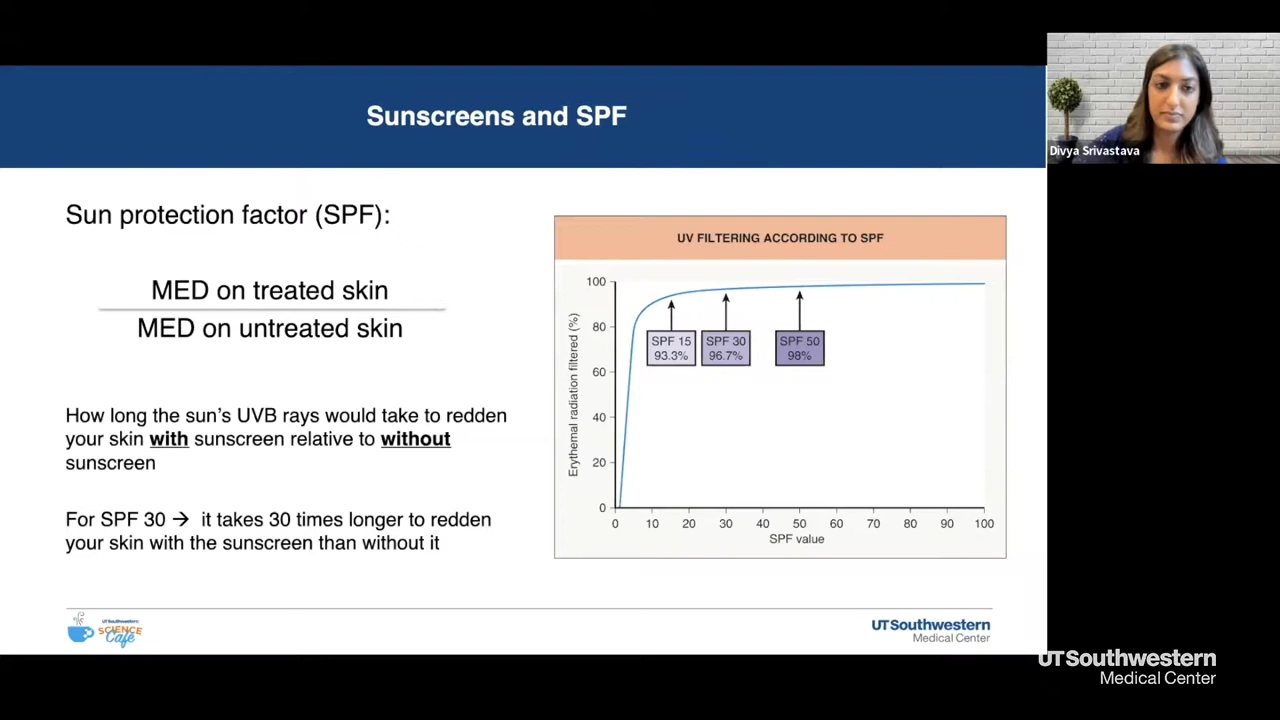 Sunscreens and SPF
Divya Srivastava
Sun protection factor (SPF):
MED on treated skin
MED on untreated skin
How long the sun's UVB rays would take to redden
your skin with sunscreen relative to without
sunscreen
For SPF 30 → it takes 30 times longer to redden
your skin with the sunscreen than without it
UV FILTERING ACCORDING TO SPF
Erythemal radiation filtered (%)
100
80
60
40
20
0
SPF 15
93.3%
SPF 30
96.7%
SPF 50
98%
0 10 20 30 40 50 60 70 80 90 100
SPF value
UTSouthwestern
SCIENCE
Café
UTSouthwestern
Medical Center
UTSouthwestern
Medical Center